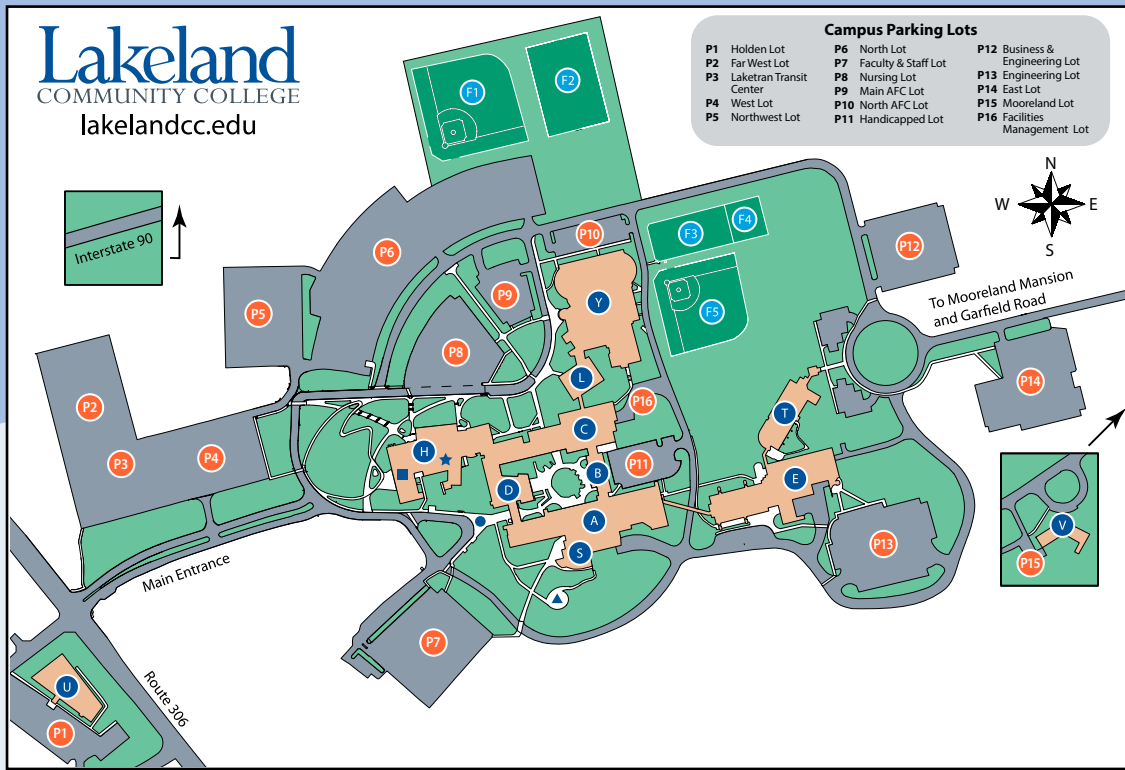 Lakeland
COMMUNITY COLLEGE
lakelandcc.edu
Campus Parking Lots
P1 Holden Lot
P2 Far West Lot
P3 Laketran Transit
Center
P4 West Lot
P5 Northwest Lot
P6 North Lot
P7 Faculty & Staff Lot
P8 Nursing Lot
P9 Main AFC Lot
P10 North AFC Lot
P11 Handicapped Lot
P12 Business &
Engineering Lot
P13 Engineering Lot
P14 East Lot
P15 Mooreland Lot
P16 Facilities
Management Lot
N
W E
S
Interstate 90
F1
F2
F3
F4
F5
P10
P12
P6
P9
P5
P8
Y
To Mooreland Mansion
and Garfield Road
L
P14
P2
P16
T
C
P3
P4
H
P11
B
E
D
A
S
P13
V
P15
Main Entrance
P7
U
P1
Route 306